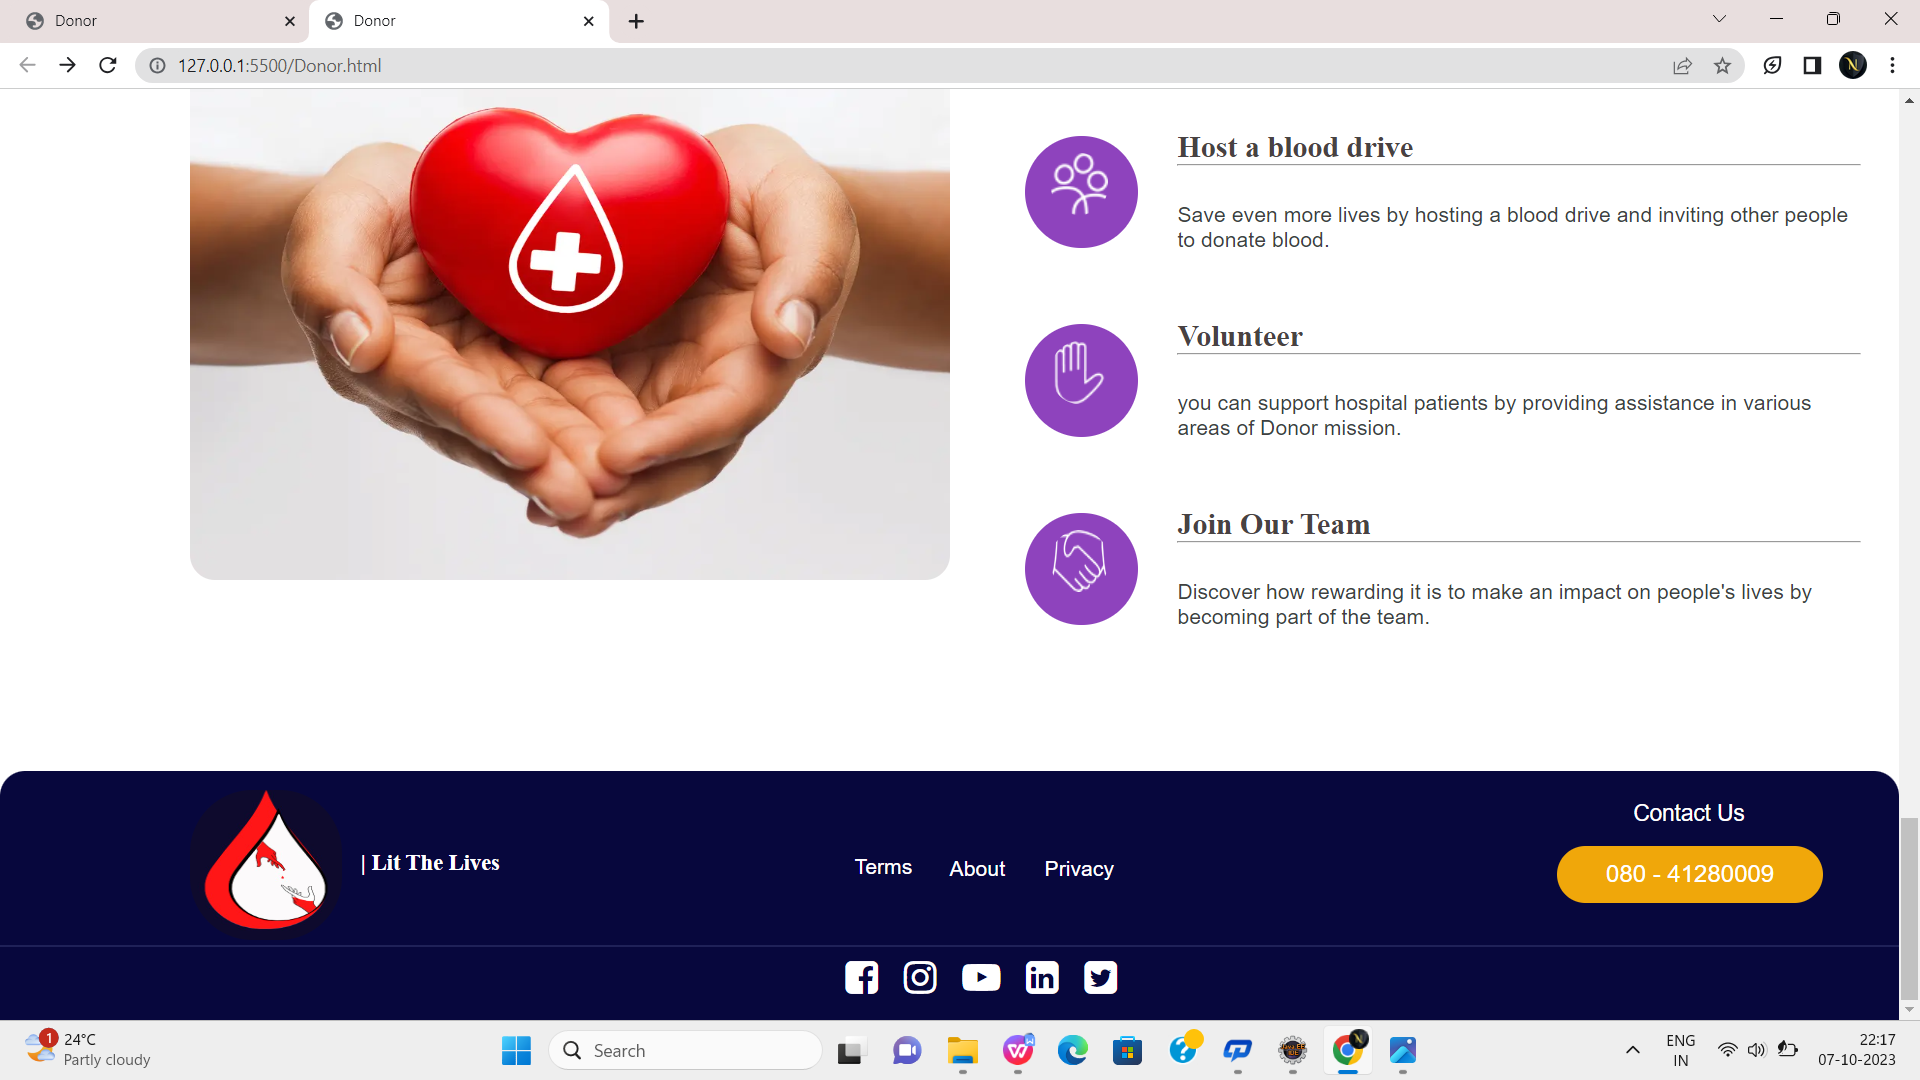 Donor
Donor
127.0.0.1:5500/Donor.html
N
Host a blood drive
Save even more lives by hosting a blood drive and inviting other people
to donate blood.
Volunteer
you can support hospital patients by providing assistance in various
areas of Donor mission.
Join Our Team
Discover how rewarding it is to make an impact on people's lives by
becoming part of the team.
| Lit The Lives
Terms
About
Privacy
Contact Us
080 - 41280009
1
24°C
Partly cloudy
Search
ENG
IN
22:17
07-10-2023